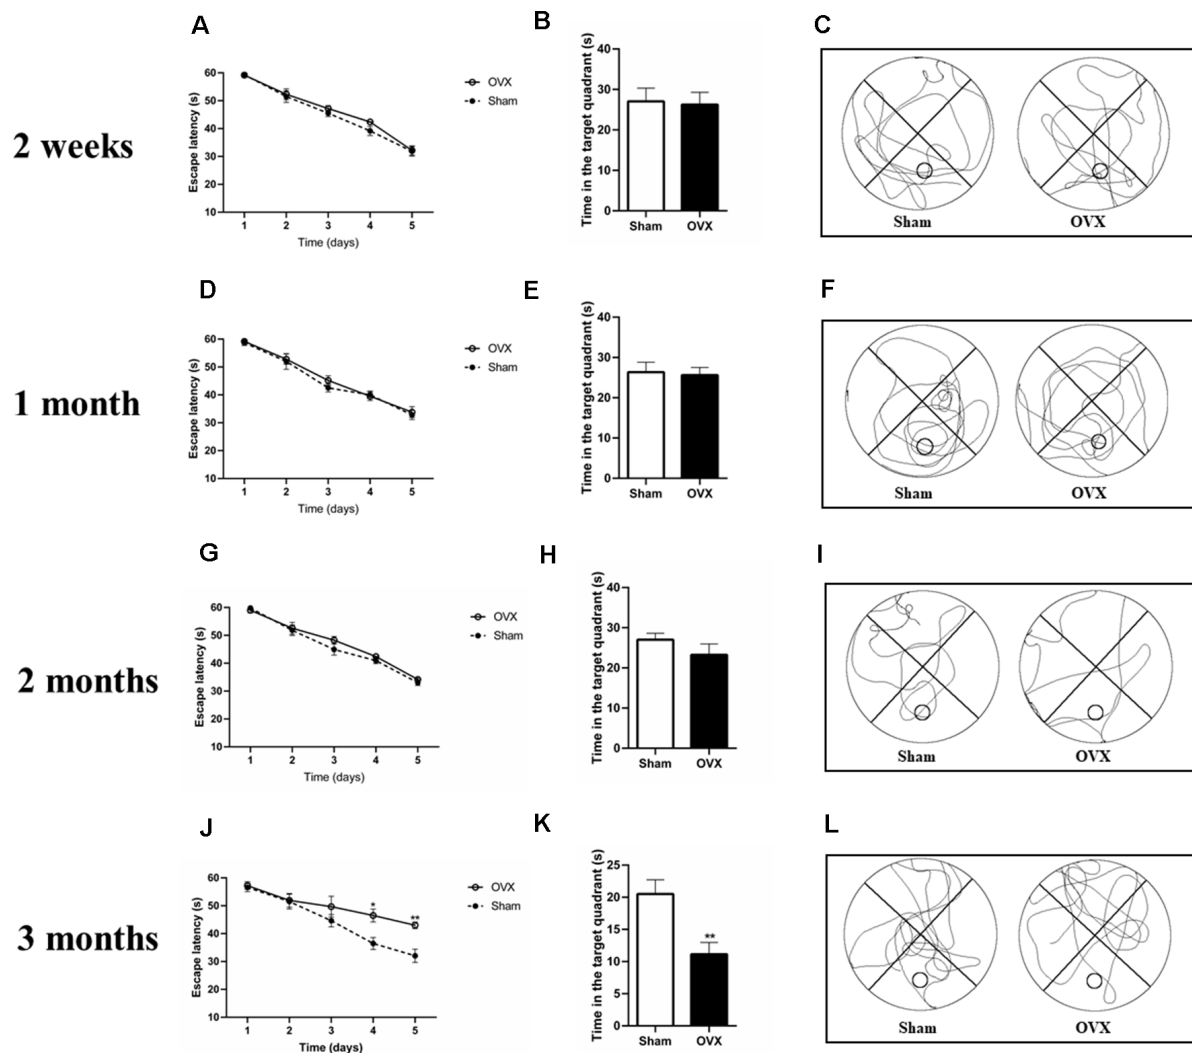 A
B
C
2 weeks
Escape latency (s)
60
50
40
30
20
10
1 2 3 4 5
Time (days)
OVX
Sham
Time in the target quadrant (s)
40
30
20
10
0
Sham OVX
Sham OVX
D
E
F
1 month
Escape latency (s)
60
50
40
30
20
10
1 2 3 4 5
Time (days)
OVX
Sham
Time in the target quadrant (s)
40
30
20
10
0
Sham OVX
Sham OVX
G
H
I
2 months
Escape latency (s)
60
50
40
30
20
10
1 2 3 4 5
Time (days)
OVX
Sham
Time in the target quadrant (s)
40
30
20
10
0
Sham OVX
Sham OVX
J
K
L
3 months
Escape latency (s)
60
50
40
30
20
10
* **
1 2 3 4 5
Time (days)
OVX
Sham
Time in the target quadrant (s)
25
20
15
10
5
0
**
Sham OVX
Sham OVX